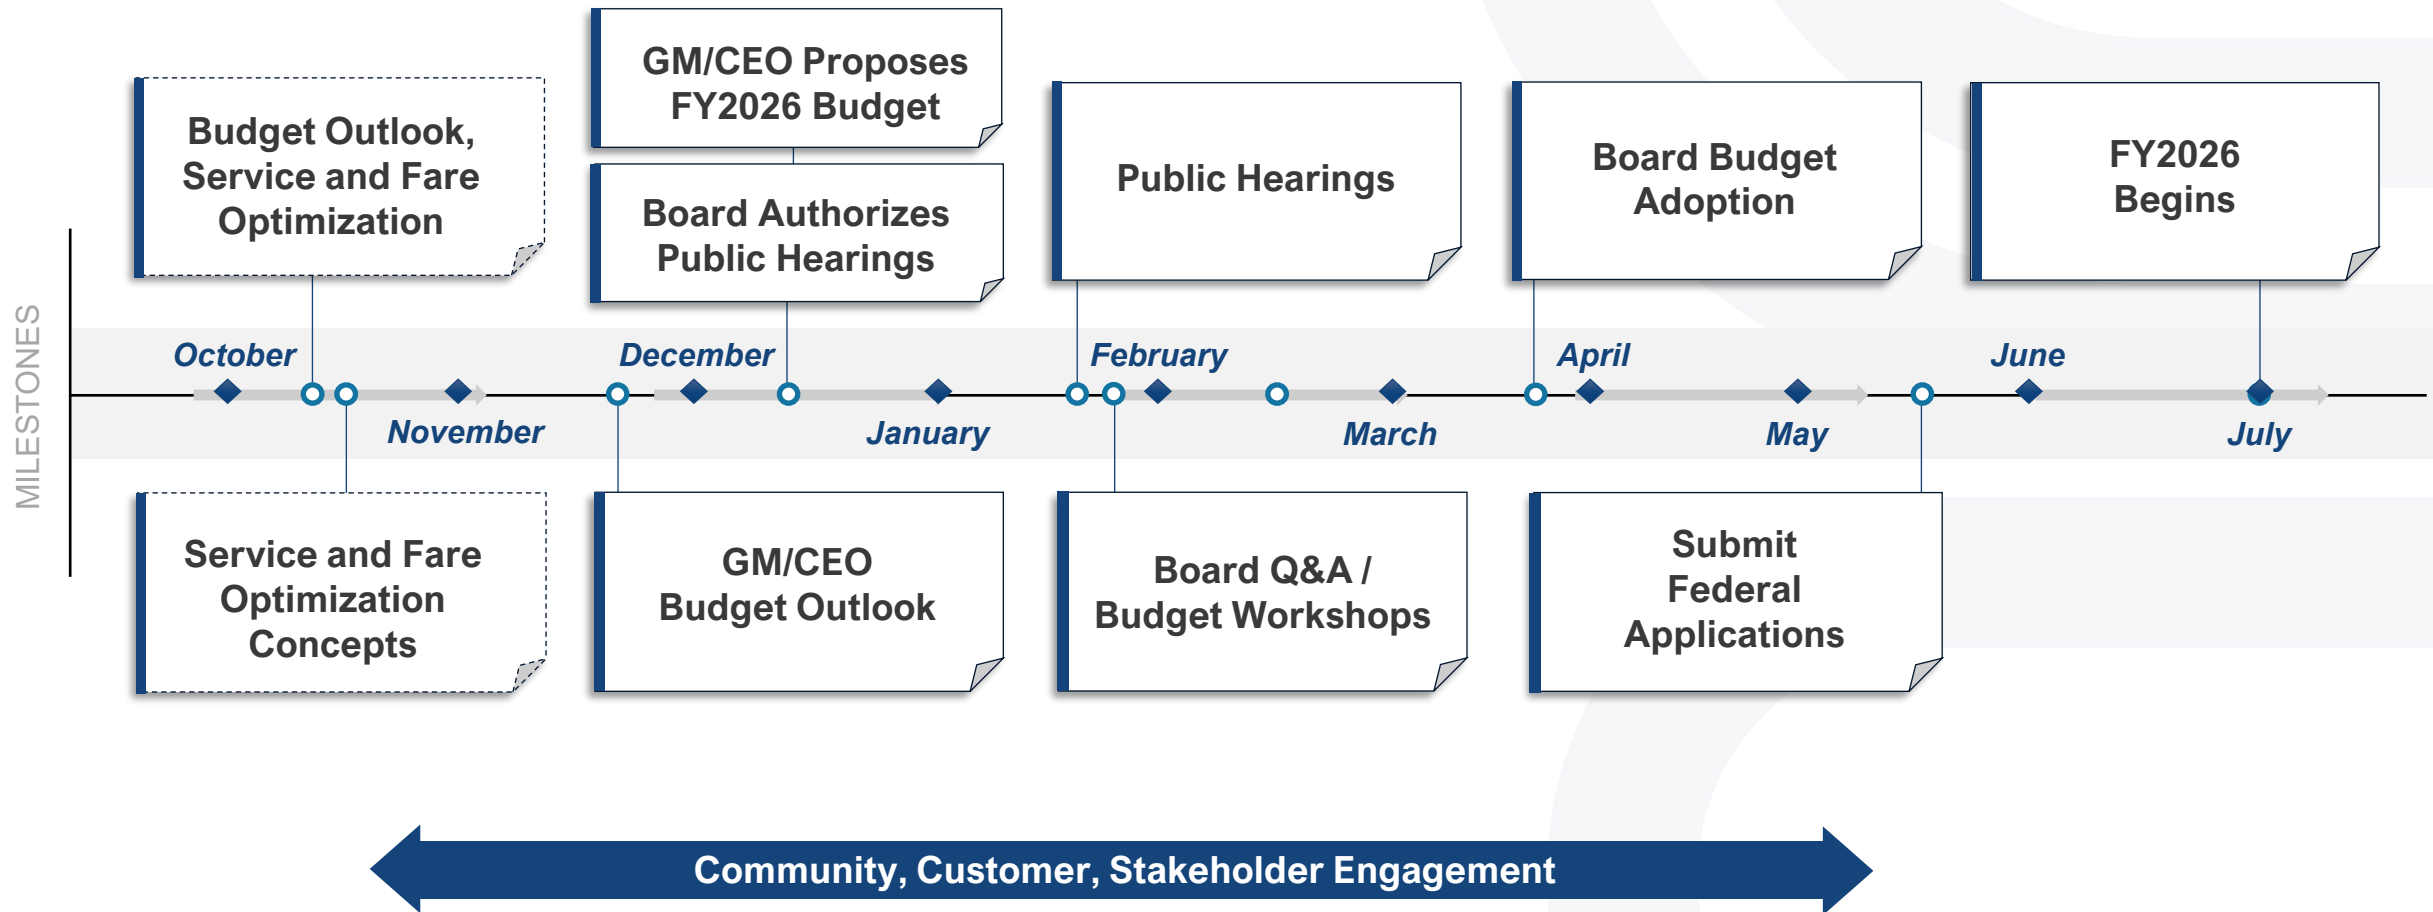 GM/CEO Proposes
FY2026 Budget
Budget Outlook,
Service and Fare
Optimization
Board Authorizes
Public Hearings
Public Hearings
Board Budget
Adoption
FY2026
Begins
MILESTONES
October
December
February
April
June
November
January
March
May
July
Service and Fare
Optimization
Concepts
GM/CEO
Budget Outlook
Board Q&A /
Budget Workshops
Submit
Federal
Applications
Community, Customer, Stakeholder Engagement